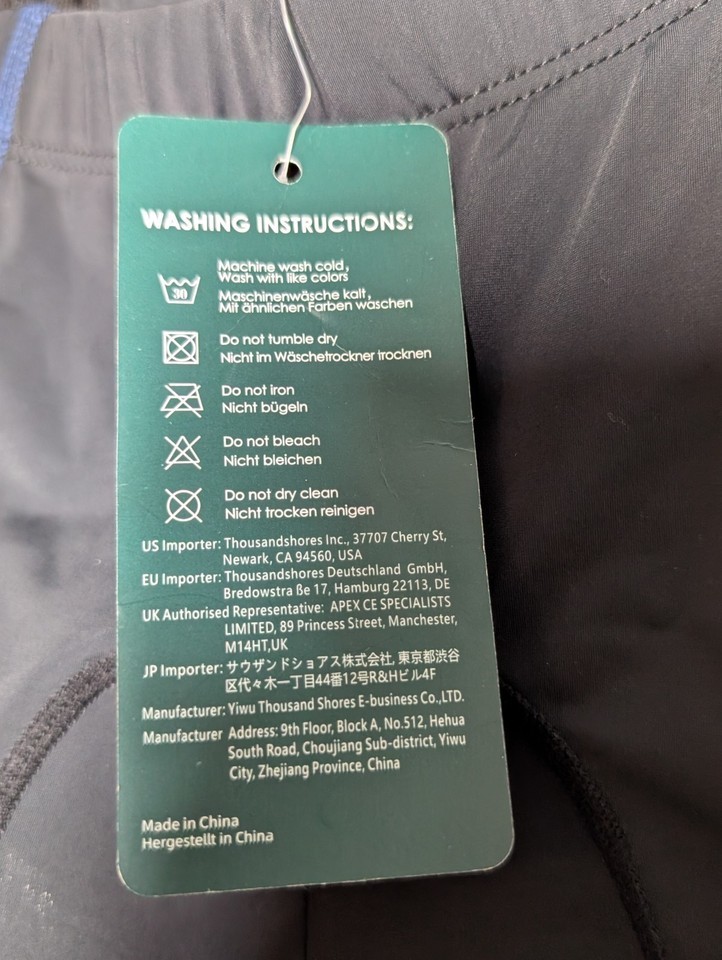 WASHING INSTRUCTIONS:
30
Machine wash cold,
Wash with like colors
Maschinenwäsche kalt,
Mit ähnlichen Farben waschen
Do not tumble dry
Nicht im Wäschetrockner trocknen
Do not iron
Nicht bügeln
Do not bleach
Nicht bleichen
Do not dry clean
Nicht trocken reinigen
US Importer: Thousandshores Inc., 37707 Cherry St,
Newark, CA 94560, USA
EU Importer: Thousandshores Deutschland GmbH,
Bredowstra ße 17, Hamburg 22113, DE
UK Authorised Representative: APEX CE SPECIALISTS
LIMITED, 89 Princess Street, Manchester,
M14HT,UK
JP Importer: サウザンドショアス株式会社, 東京都渋谷
区代々木一丁目44番12号R&Hビル4F
Manufacturer: Yiwu Thousand Shores E-business Co.,LTD.
Manufacturer Address: 9th Floor, Block A, No.512, Hehua
South Road, Choujiang Sub-district, Yiwu
City, Zhejiang Province, China
Made in China
Hergestellt in China